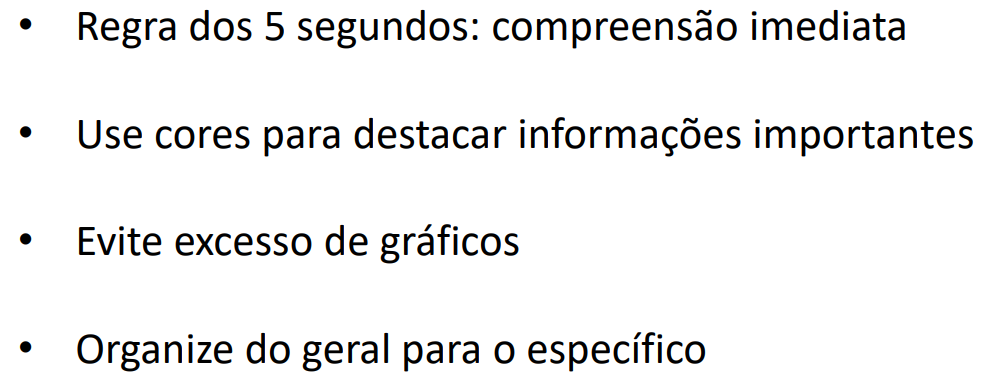 • Regra dos 5 segundos: compreensão imediata
• Use cores para destacar informações importantes
• Evite excesso de gráficos
• Organize do geral para o específico